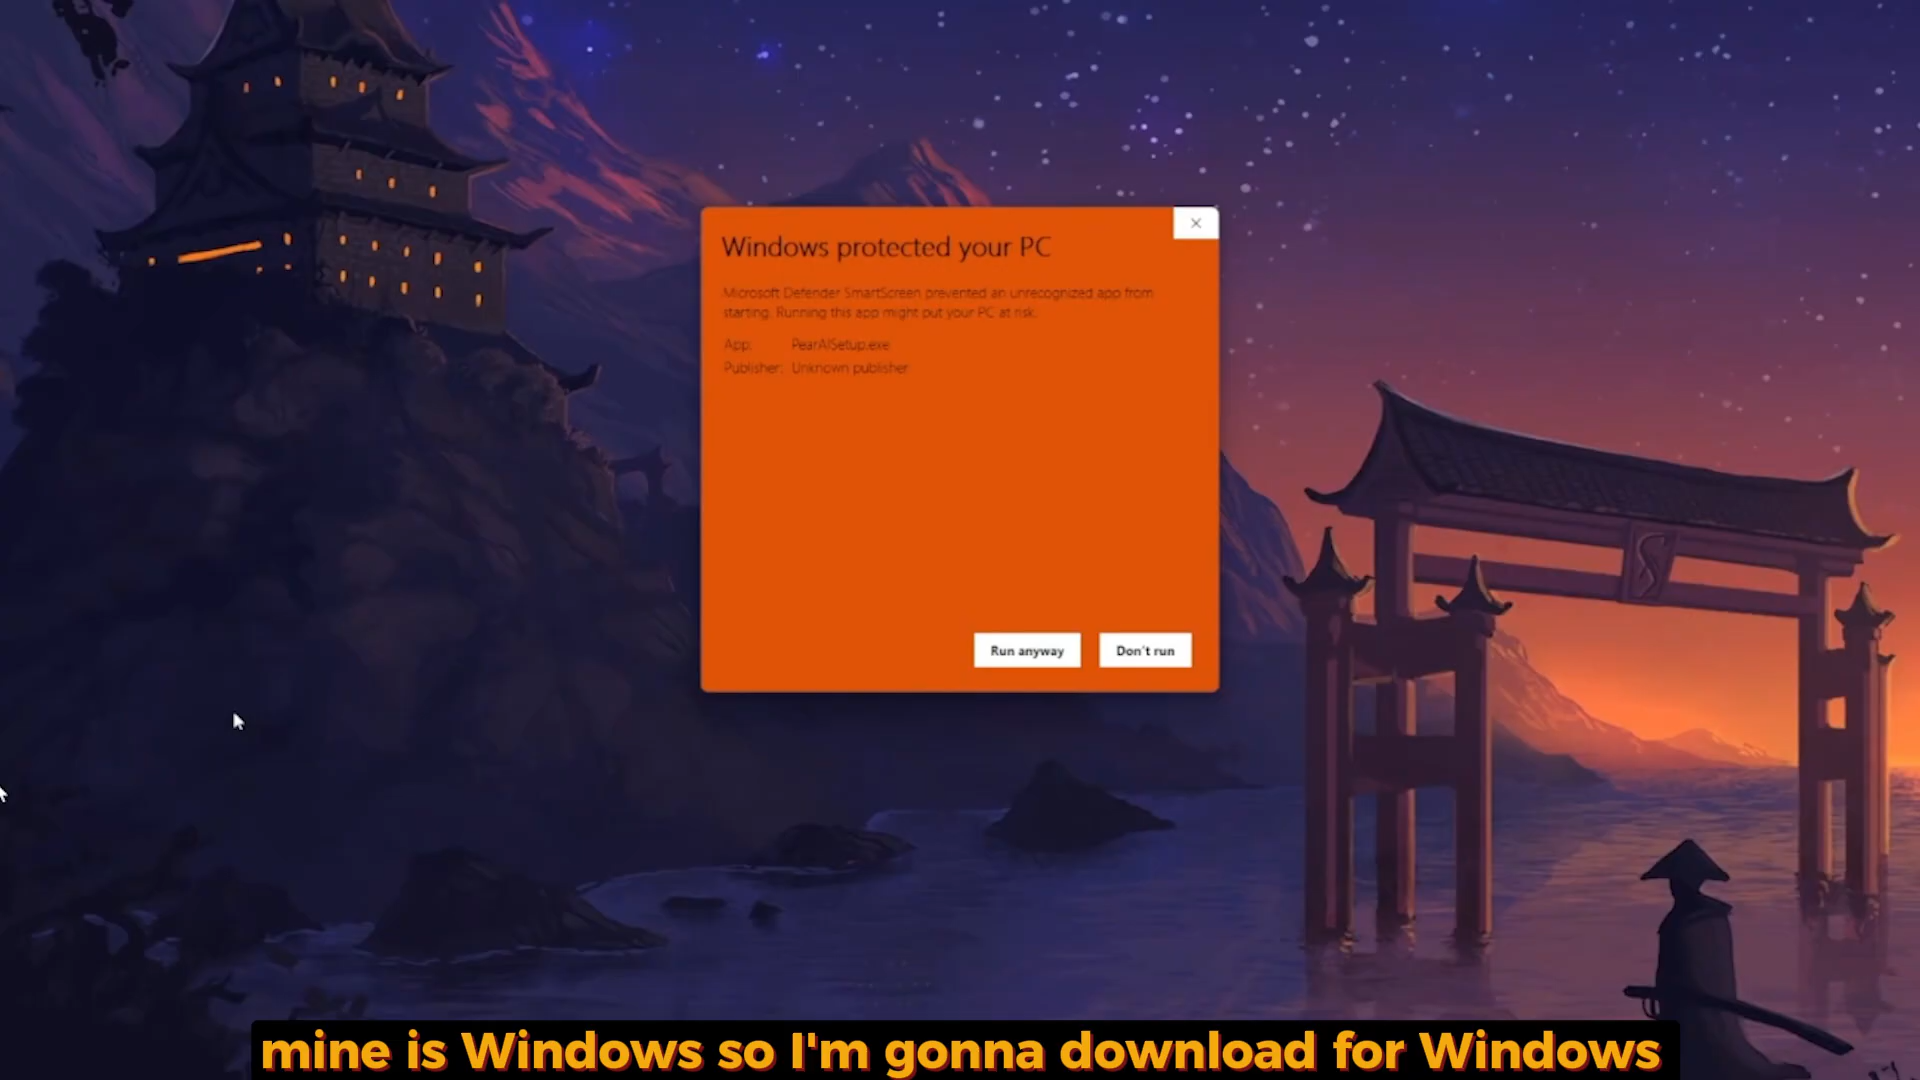 Windows protected your PC
Microsoft Defender SmartScreen prevented an unrecognized app from
starting. Running this app might put your PC at risk.
App: PearAISetup.exe
Publisher: Unknown publisher
Run anyway Don't run
mine is Windows so I'm gonna download for Windows